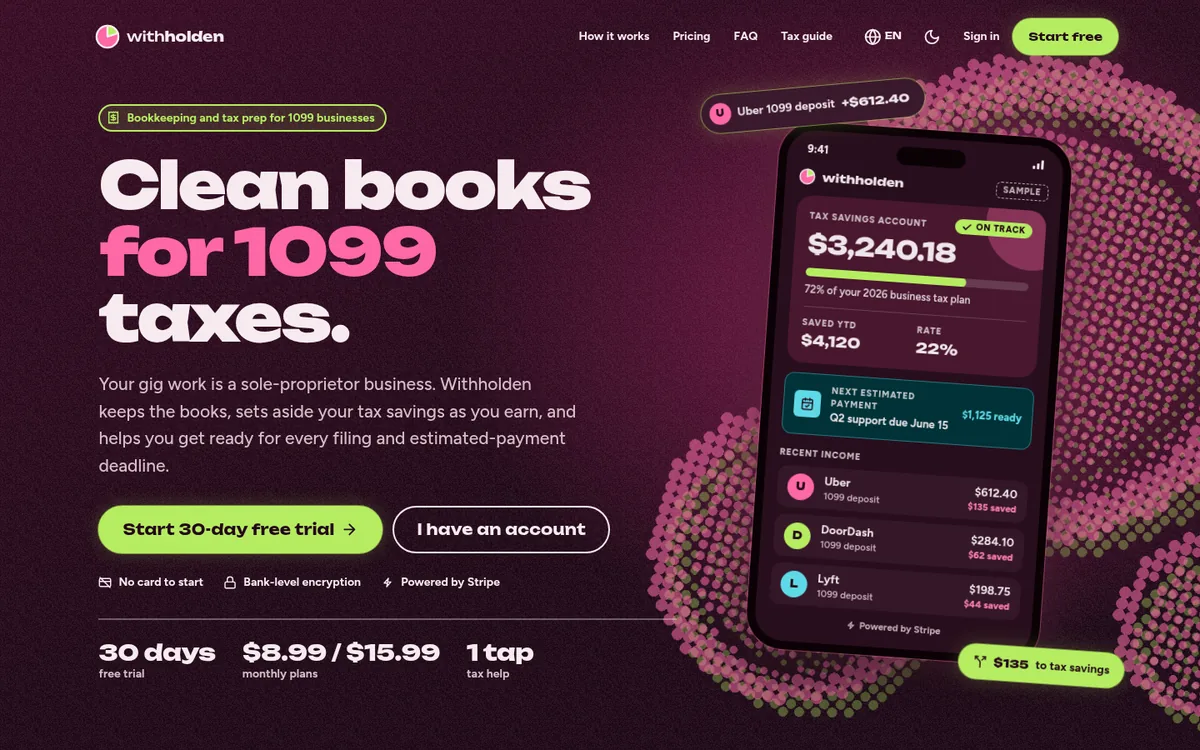 withholden
How it works
Pricing
FAQ
Tax guide
EN
Sign in
Start free
Bookkeeping and tax prep for 1099 businesses
Clean books
for 1099
taxes.
Your gig work is a sole-proprietor business. Withholden
keeps the books, sets aside your tax savings as you earn, and
helps you get ready for every filing and estimated-payment
deadline.
Start 30-day free trial →
I have an account
No card to start
Bank-level encryption
Powered by Stripe
30 days
free trial
$8.99 / $15.99
monthly plans
1 tap
tax help
U Uber 1099 deposit +$612.40
9:41
withholden
SAMPLE
TAX SAVINGS ACCOUNT
ON TRACK
$3,240.18
72% of your 2026 business tax plan
SAVED YTD
$4,120
RATE
22%
NEXT ESTIMATED
PAYMENT
Q2 support due June 15
$1,125 ready
RECENT INCOME
U
Uber
1099 deposit
$612.40
$135 saved
D
DoorDash
1099 deposit
$284.10
$62 saved
L
Lyft
1099 deposit
$198.75
$44 saved
Powered by Stripe
$135 to tax savings